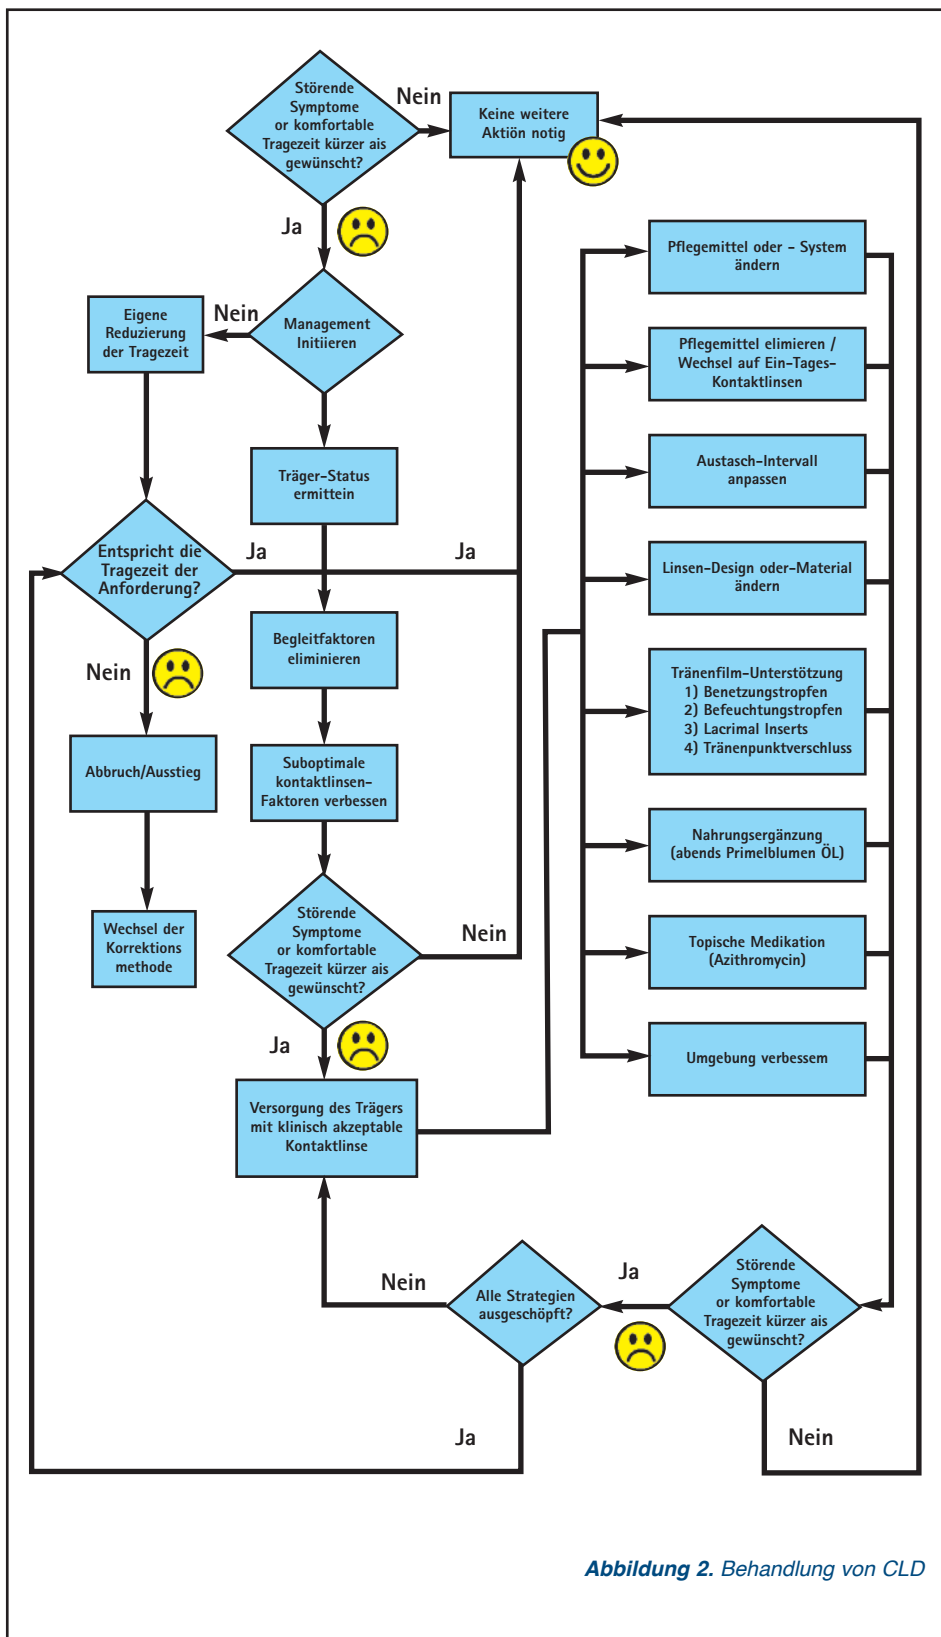 Störende
Symptome
or komfortable
Tragezeit kürzer ais
gewünscht?
Nein
Keine weitere
Aktiön notig
Ja
Management
Initiieren
Nein
Eigene
Reduzierung
der Tragezeit
Träger-Status
ermittein
Entspricht die
Tragezeit der
Anforderung?
Ja
Ja
Nein
Begleitfaktoren
eliminieren
Abbruch/Ausstieg
Suboptimale
kontaktlinsen-
Faktoren verbessen
Wechsel der
Korrektions
methode
Störende
Symptome
or komfortable
Tragezeit kürzer ais
gewünscht?
Nein
Ja
Versorgung des Trägers
mit klinisch akzeptable
Kontaktlinse
Pflegemittel oder - System
ändern
Pflegemittel elimieren /
Wechsel auf Ein-Tages-
Kontaktlinsen
Austasch-Intervall
anpassen
Linsen-Design oder-Material
ändern
Tränenfilm-Unterstötzung
1) Benetzungstropfen
2) Befeuchtungstropfen
3) Lacrimal Inserts
4) Tränenpunktverschluss
Nahrungsergänzung
(abends Primelblumen ÖL)
Topische Medikation
(Azithromycin)
Umgebung verbessem
Störende
Symptome
or komfortable
Tragezeit kürzer ais
gewünscht?
Ja
Alle Strategien
ausgeschöpft?
Nein
Ja
Nein
Abbildung 2. Behandlung von CLD